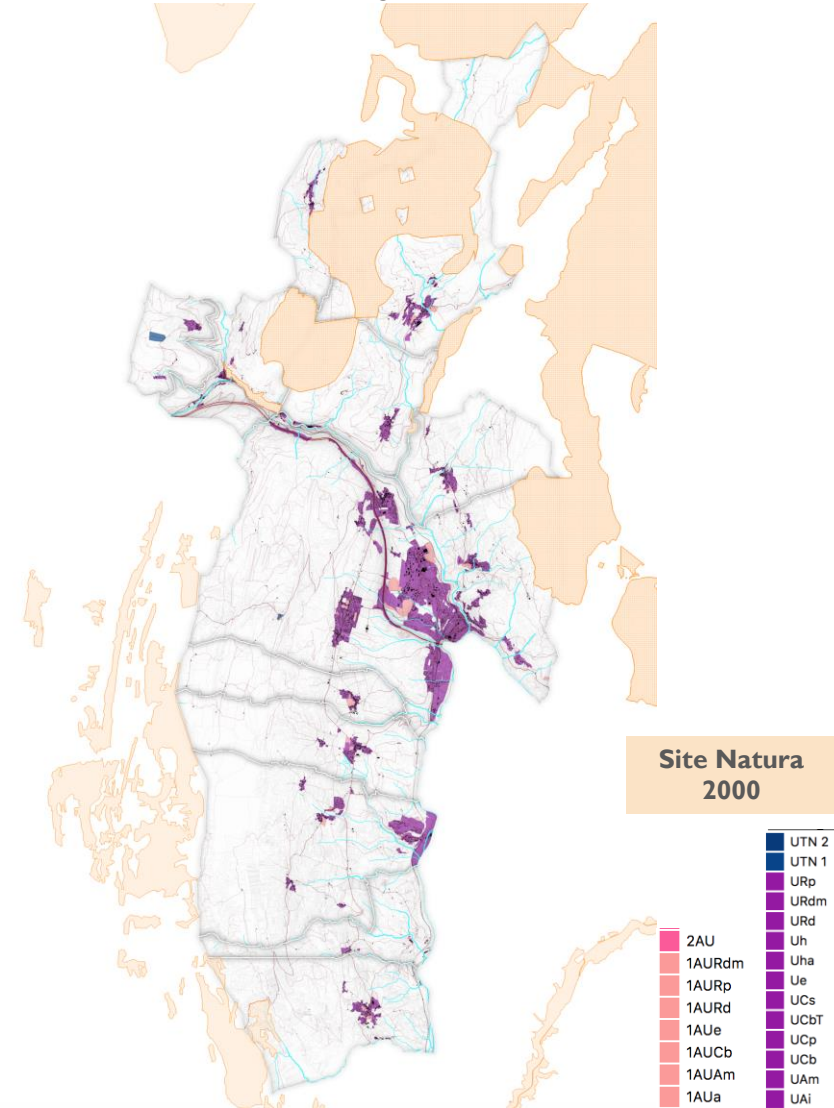 Site Natura
2000
2AU
1AURdm
1AURp
1AURd
1AUe
1AUCb
1AUAm
1AUa
UTN 2
UTN 1
URp
URdm
URd
Uh
Uha
Ue
UCs
UCbT
UCp
UCb
UAm
UAi